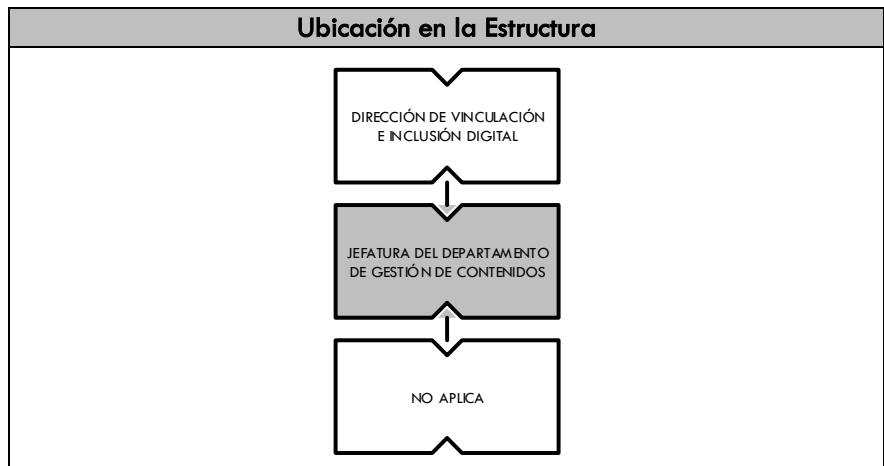 Ubicación en la Estructura
DIRECCIÓN DE VINCULACIÓN
E INCLUSIÓN DIGITAL
JEFATURA DEL DEPARTAMENTO
DE GESTIÓN DE CONTENIDOS
NO APLICA